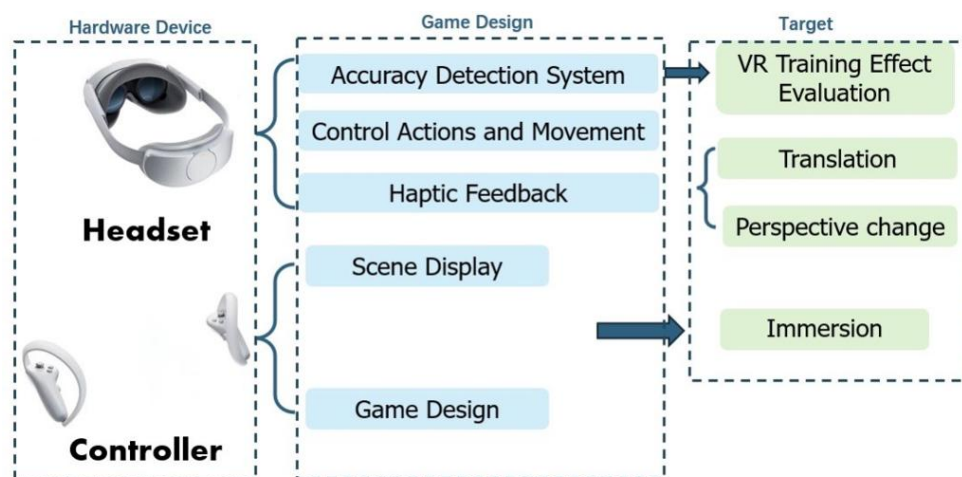 Hardware Device
Headset
Controller
Game Design
Accuracy Detection System
Control Actions and Movement
Haptic Feedback
Scene Display
Game Design
Target
VR Training Effect
Evaluation
Translation
Perspective change
Immersion